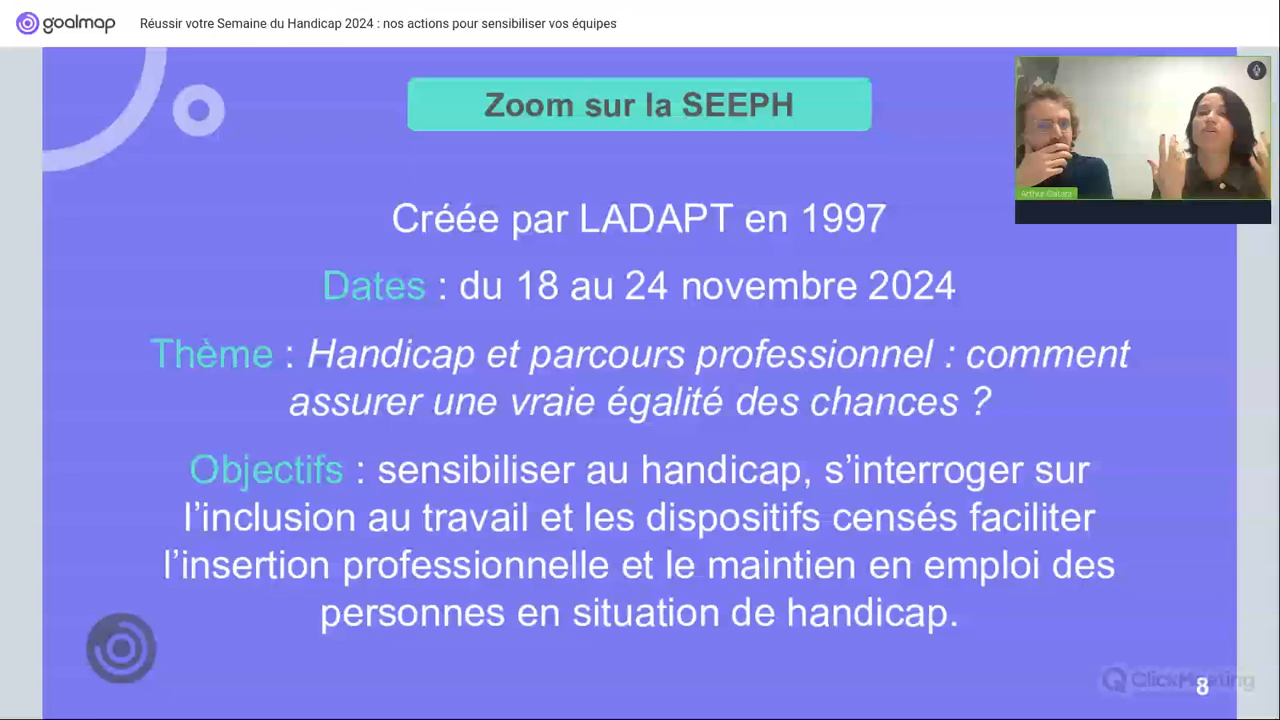 goalmap
Réussir votre Semaine du Handicap 2024 : nos actions pour sensibiliser vos équipes
Zoom sur la SEEPH
Créée par LADAPT en 1997
Dates : du 18 au 24 novembre 2024
Thème : Handicap et parcours professionnel : comment
assurer une vraie égalité des chances ?
Objectifs : sensibiliser au handicap, s’interroger sur
l’inclusion au travail et les dispositifs censés faciliter
l’insertion professionnelle et le maintien en emploi des
personnes en situation de handicap.
Arthur
ClickMeeting
8